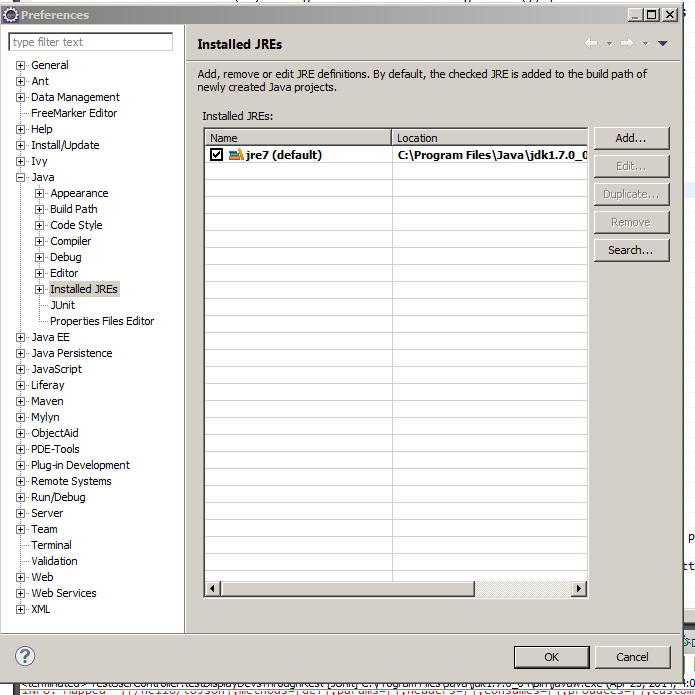 Preferences
type filter text
General
Ant
Data Management
FreeMarker Editor
Help
Install/Update
Ivy
Java
Appearance
Build Path
Code Style
Compiler
Debug
Editor
Installed JREs
JUnit
Properties Files Editor
Java EE
Java Persistence
JavaScript
Liferay
Maven
Mylyn
ObjectAid
PDE-Tools
Plug-in Development
Remote Systems
Run/Debug
Server
Team
Terminal
Validation
Web
Web Services
XML
Installed JREs
Add, remove or edit JRE definitions. By default, the checked JRE is added to the build path of
newly created Java projects.
Installed JREs:
Name Location
jre7 (default) C:\Program Files\Java\jdk1.7.0_0
Add...
Edit...
Duplicate...
Remove
Search...
OK Cancel